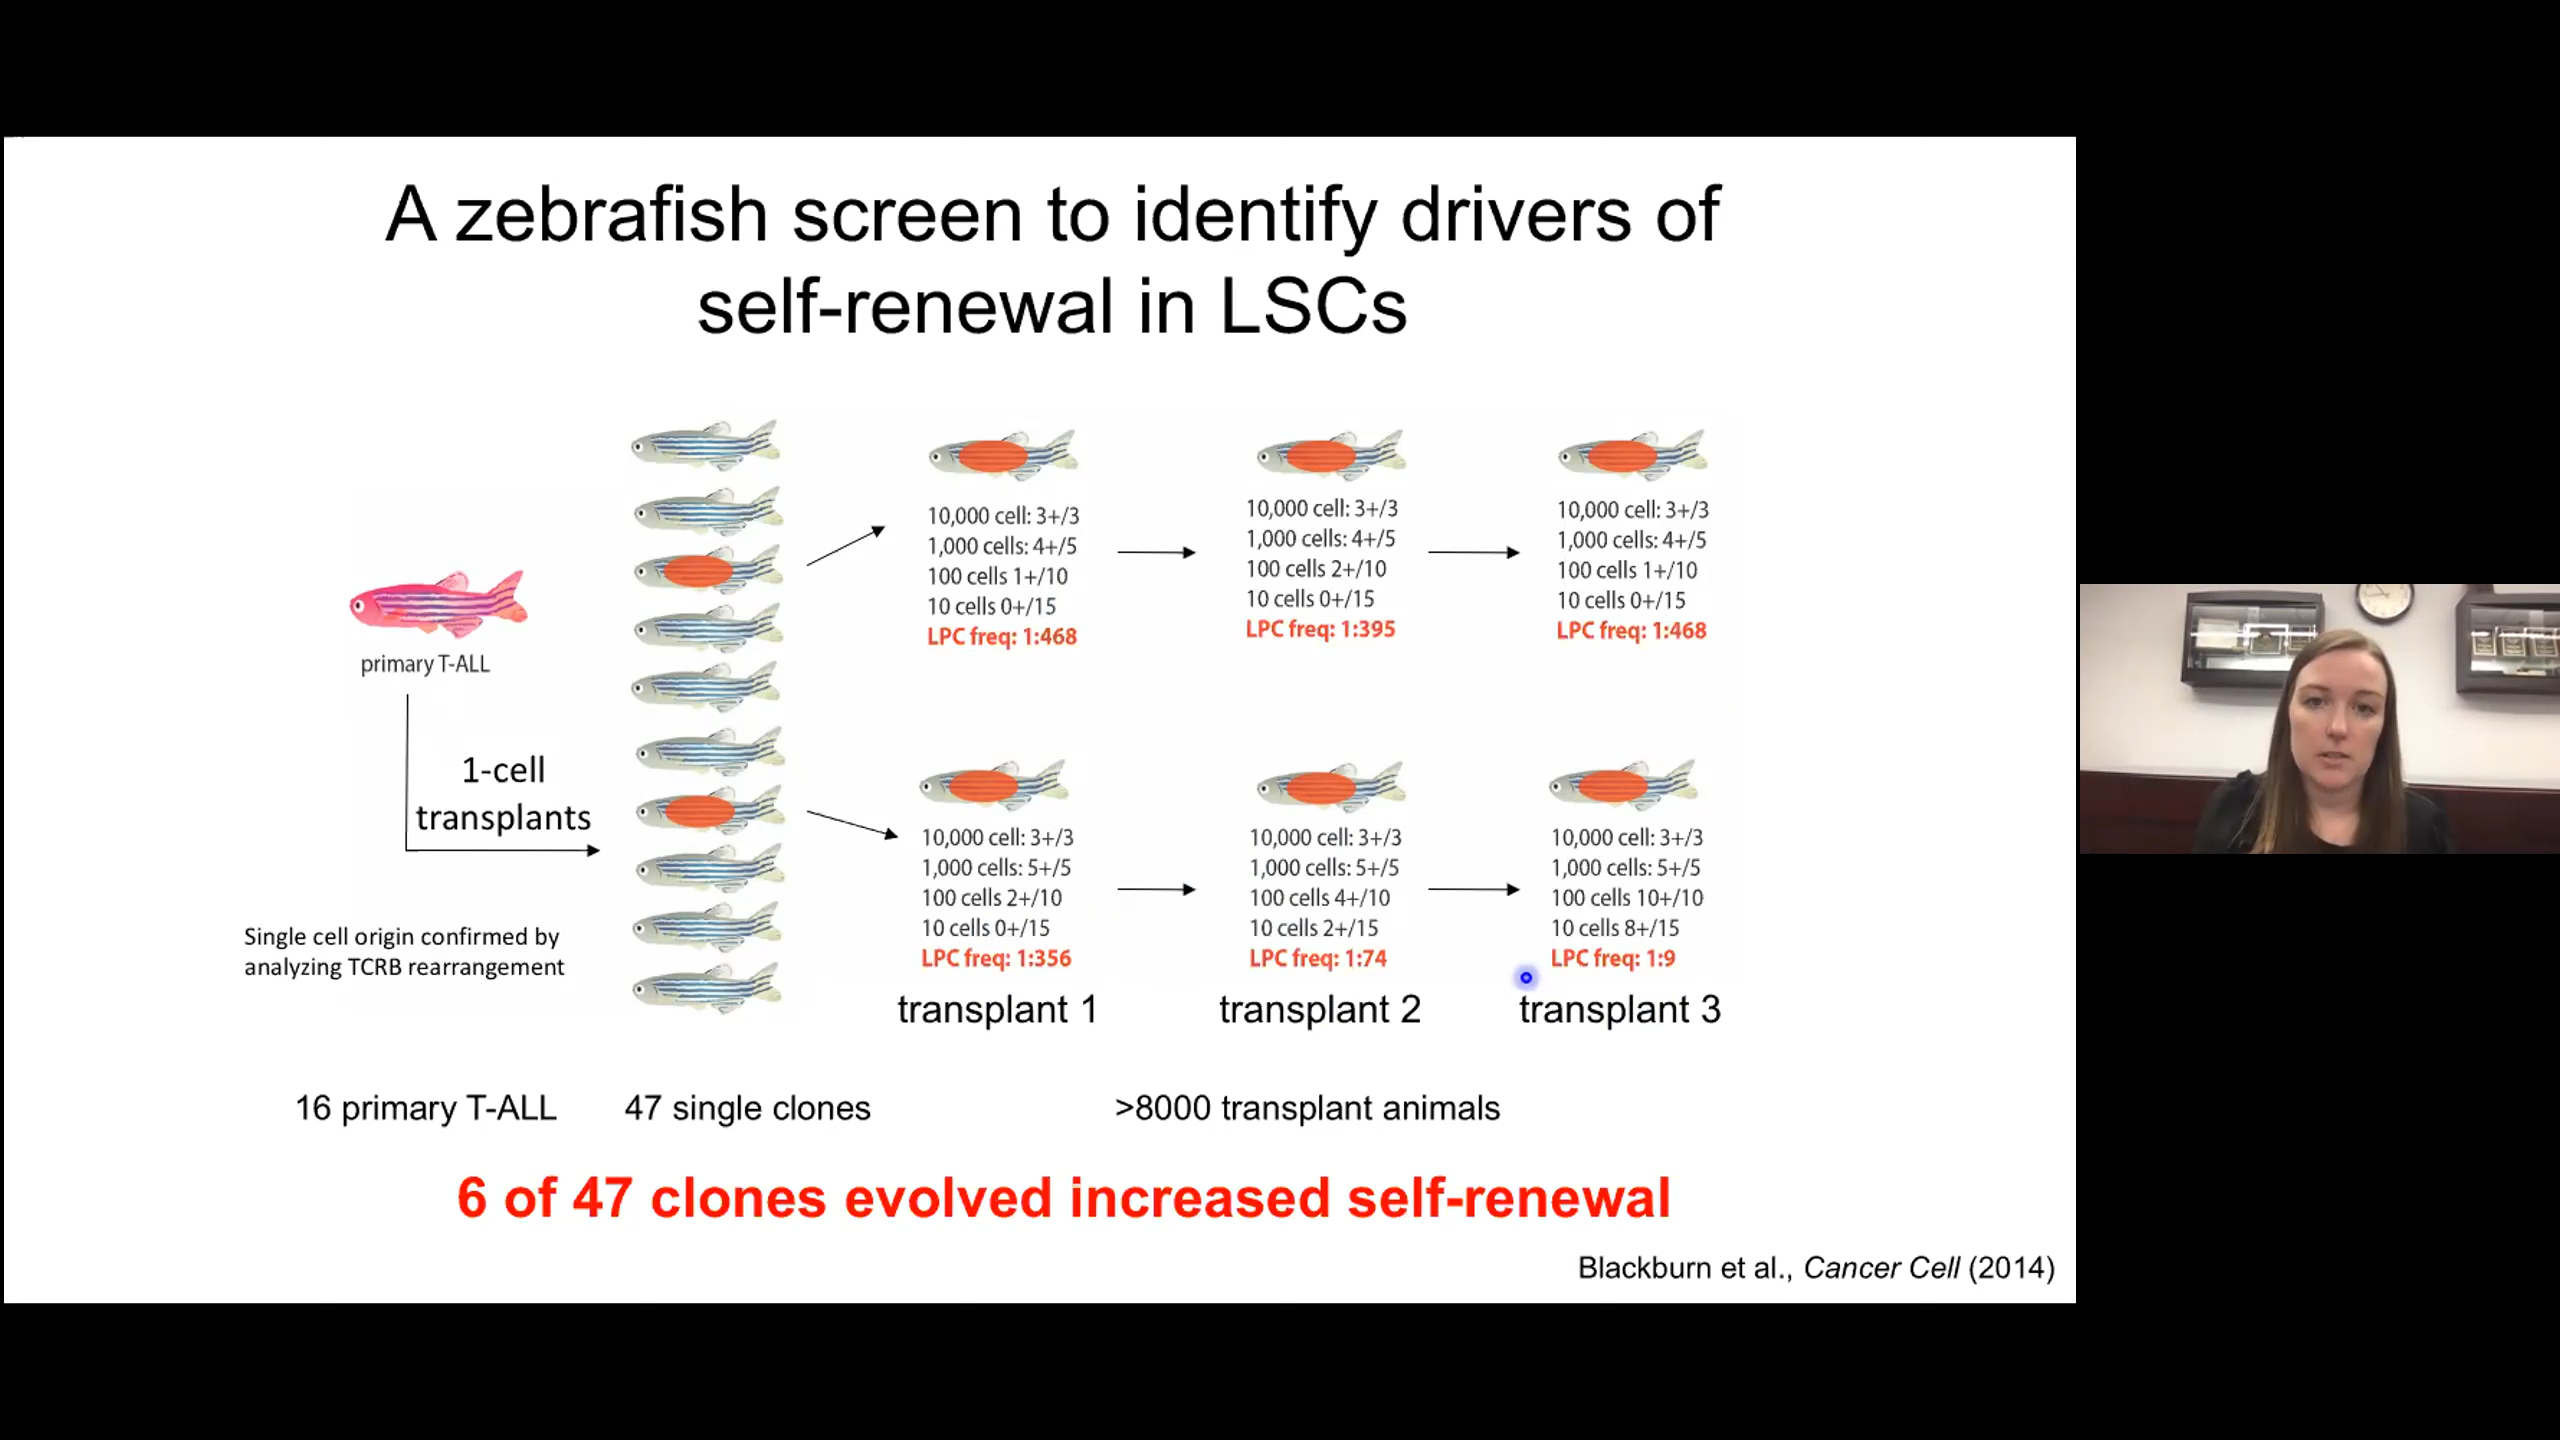 A zebrafish screen to identify drivers of
self-renewal in LSCs
primary T-ALL
1-cell
transplants
Single cell origin confirmed by
analyzing TCRB rearrangement
10,000 cell: 3+/3
1,000 cells: 4+/5
100 cells 1+/10
10 cells 0+/15
LPC freq: 1:468
10,000 cell: 3+/3
1,000 cells: 4+/5
100 cells 2+/10
10 cells 0+/15
LPC freq: 1:395
10,000 cell: 3+/3
1,000 cells: 4+/5
100 cells 1+/10
10 cells 0+/15
LPC freq: 1:468
10,000 cell: 3+/3
1,000 cells: 5+/5
100 cells 2+/10
10 cells 0+/15
LPC freq: 1:356
transplant 1
10,000 cell: 3+/3
1,000 cells: 5+/5
100 cells 4+/10
10 cells 2+/15
LPC freq: 1:74
transplant 2
10,000 cell: 3+/3
1,000 cells: 5+/5
100 cells 10+/10
10 cells 8+/15
LPC freq: 1:9
transplant 3
16 primary T-ALL
47 single clones
>8000 transplant animals
6 of 47 clones evolved increased self-renewal
Blackburn et al., Cancer Cell (2014)